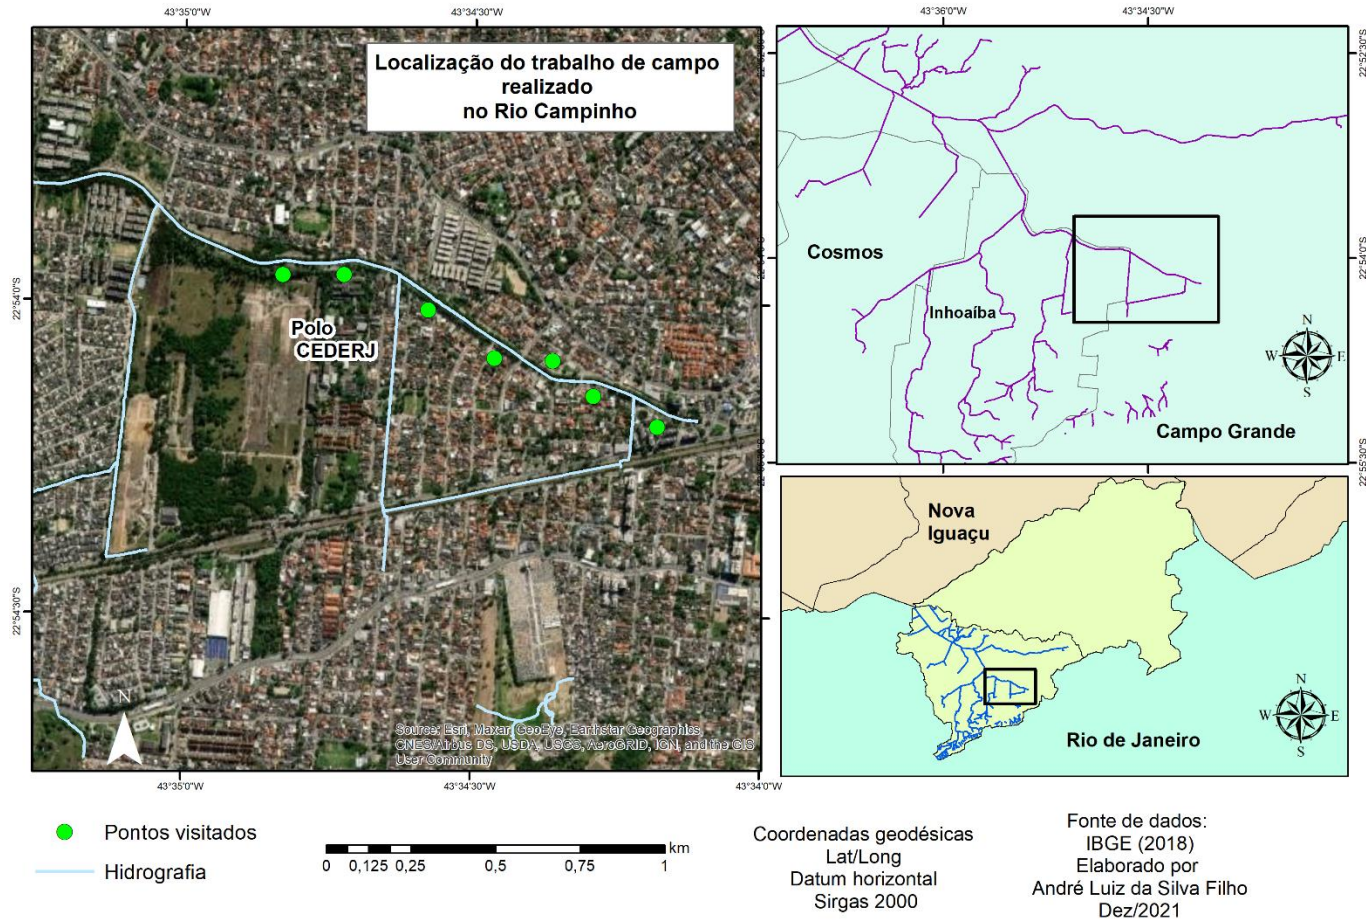 43°35'0"W
43°34'30"W
43°36'0"W
43°34'30"W
Localização do trabalho de campo
realizado
no Rio Campinho
22°52'30"S
22°54'0"S
22°54'0"S
22°54'30"S
22°55'30"S
Polo
CEDERJ
Cosmos
Inhoaíba
Campo Grande
N
W
E
S
Nova
Iguaçu
Rio de Janeiro
N
W
E
S
N
Source: Esri, Maxar, GeoEye, Earthstar Geographics,
CNES/Airbus DS, USDA, USGS, AeroGRID, IGN, and the GIS
User Community
43°35'0"W
43°34'30"W
43°34'0"W
Pontos visitados
Hidrografia
km
0 0,125 0,25 0,5 0,75 1
Coordenadas geodésicas
Lat/Long
Datum horizontal
Sirgas 2000
Fonte de dados:
IBGE (2018)
Elaborado por
André Luiz da Silva Filho
Dez/2021